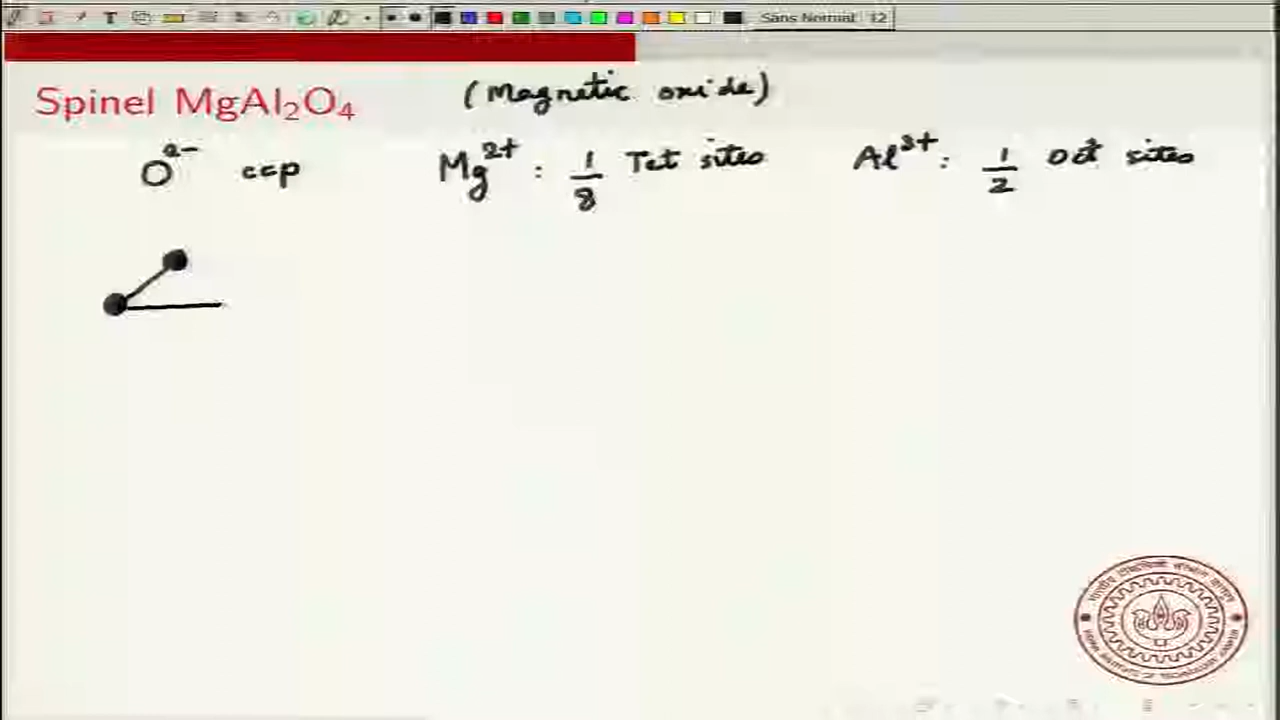 Sans Normal 12
Spinel MgAl₂O₄ (Magnetic oxide)
O²⁻ ccp Mg²⁺ : 1/8 Tet sites Al³⁺ : 1/2 Oct sites